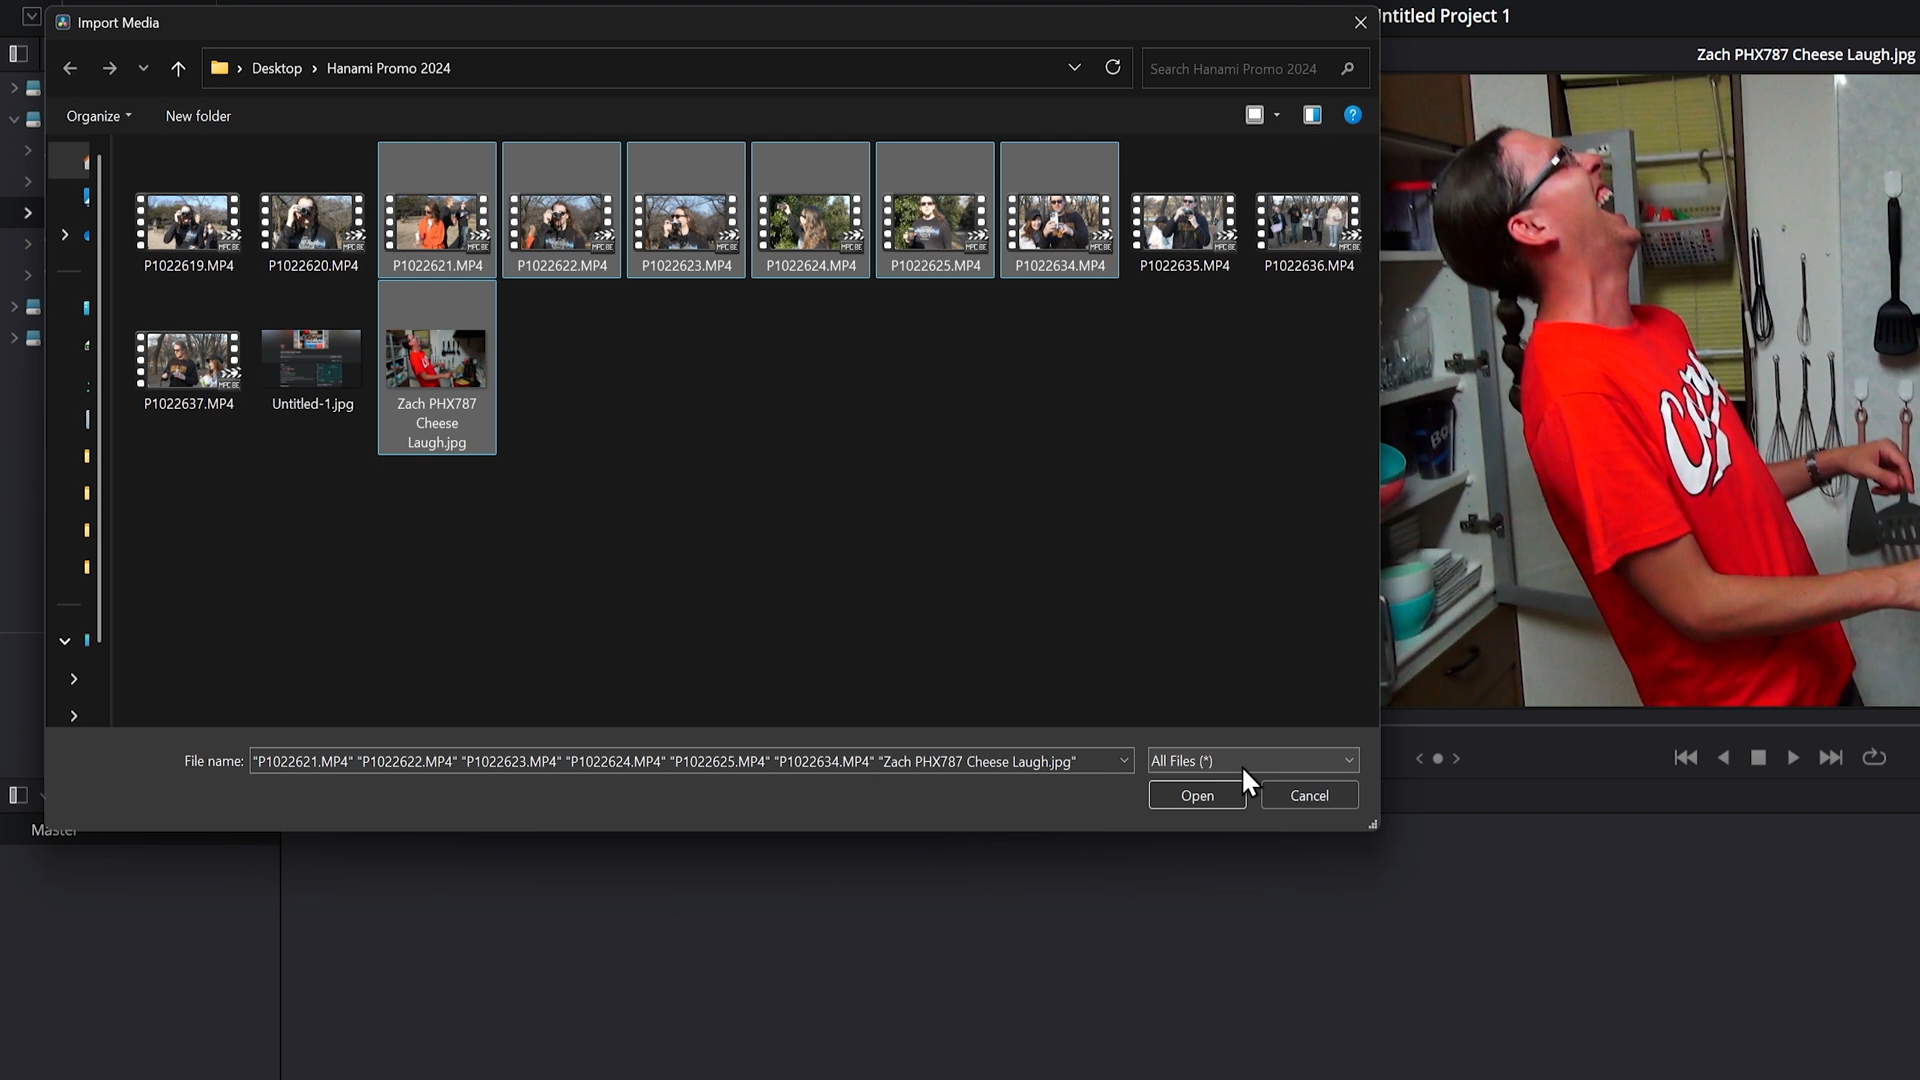 Import Media
ntitled Project 1
Zach PHX787 Cheese Laugh.jpg
Desktop
Hanami Promo 2024
Search Hanami Promo 2024
Organize
New folder
P1022619.MP4
P1022620.MP4
P1022621.MP4
P1022622.MP4
P1022623.MP4
P1022624.MP4
P1022625.MP4
P1022634.MP4
P1022635.MP4
P1022636.MP4
P1022637.MP4
Untitled-1.jpg
Zach PHX787
Cheese
Laugh.jpg
File name:
"P1022621.MP4" "P1022622.MP4" "P1022623.MP4" "P1022624.MP4" "P1022625.MP4" "P1022634.MP4" "Zach PHX787 Cheese Laugh.jpg"
All Files (*)
Open
Cancel
Master